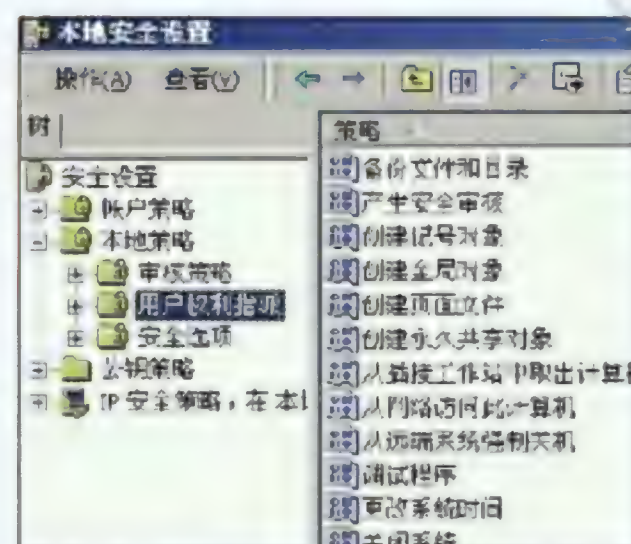 本地安全设置
操作(A) 查看(V)
树
策略
安全设置
帐户策略
本地策略
审核策略
用户权利指派
安全选项
公钥策略
IP 安全策略，在本
备份文件和目录
产生安全审核
创建记号对象
创建全局对象
创建页面文件
创建永久共享对象
从插接工作站中取出计算机
从网络访问此计算机
从远端系统强制关机
调试程序
更改系统时间
关闭系统